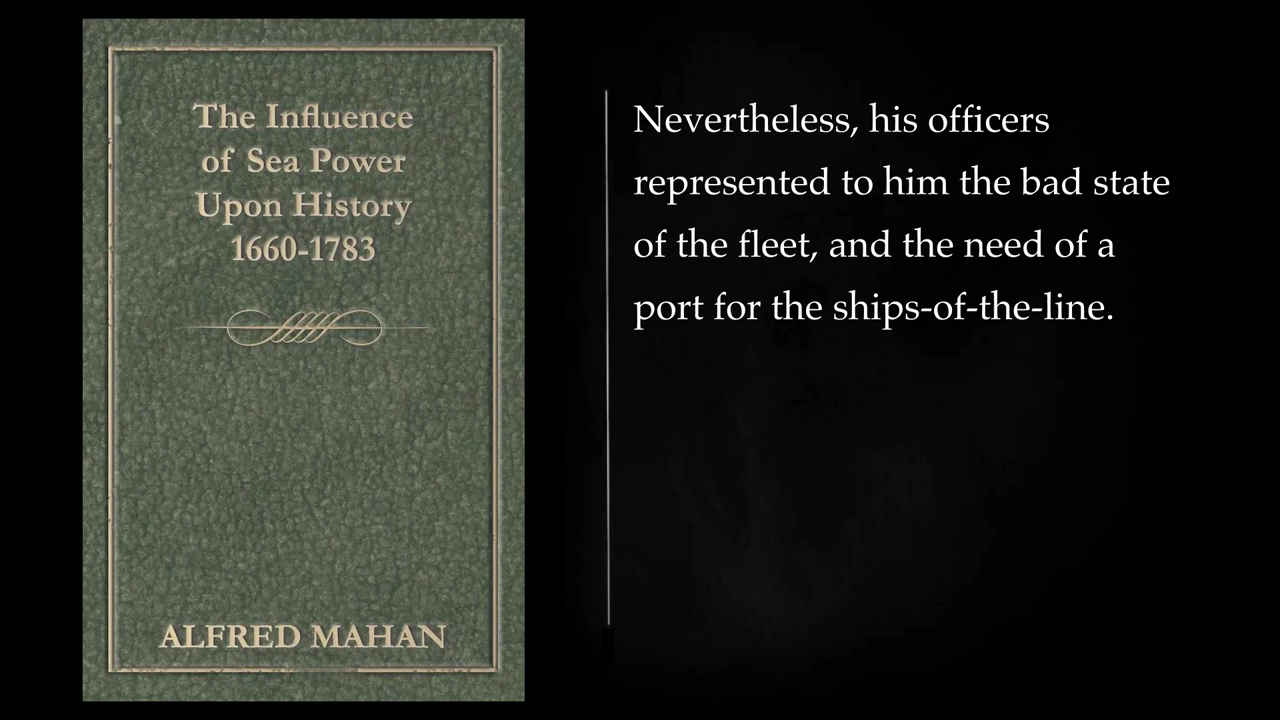 The Influence
of Sea Power
Upon History
1660-1783
ALFRED MAHAN
Nevertheless, his officers
represented to him the bad state
of the fleet, and the need of a
port for the ships-of-the-line.